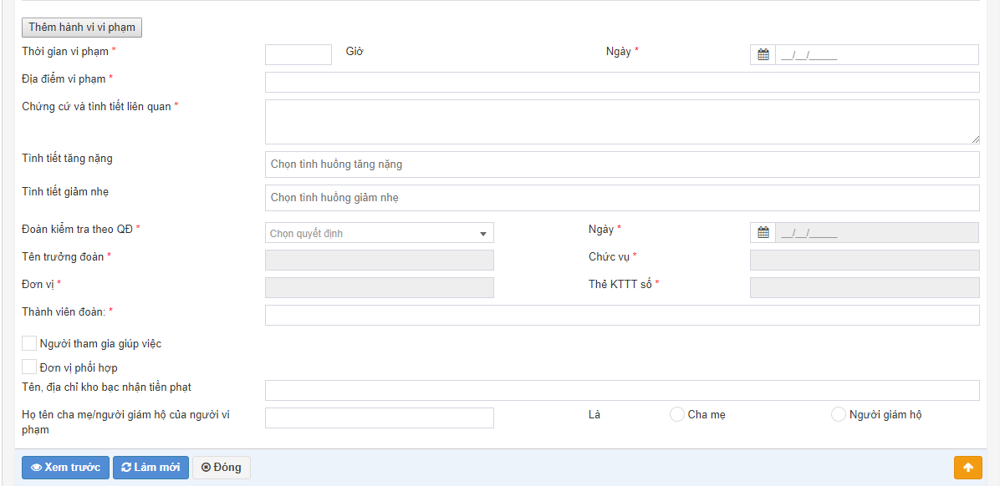 Thêm hành vi vi phạm
Thời gian vi phạm * Giờ Ngày * __/__/____
Địa điểm vi phạm *
Chứng cứ và tình tiết liên quan *
Tình tiết tăng nặng Chọn tình huống tăng nặng
Tình tiết giảm nhẹ Chọn tình huống giảm nhẹ
Đoàn kiểm tra theo QĐ * Chọn quyết định Ngày * __/__/____
Tên trưởng đoàn * Chức vụ *
Đơn vị * Thẻ KTTT số *
Thành viên đoàn: *
Người tham gia giúp việc
Đơn vị phối hợp
Tên, địa chỉ kho bạc nhận tiền phạt
Họ tên cha mẹ/người giám hộ của người vi Là Cha mẹ Người giám hộ
phạm
Xem trước Làm mới Đóng